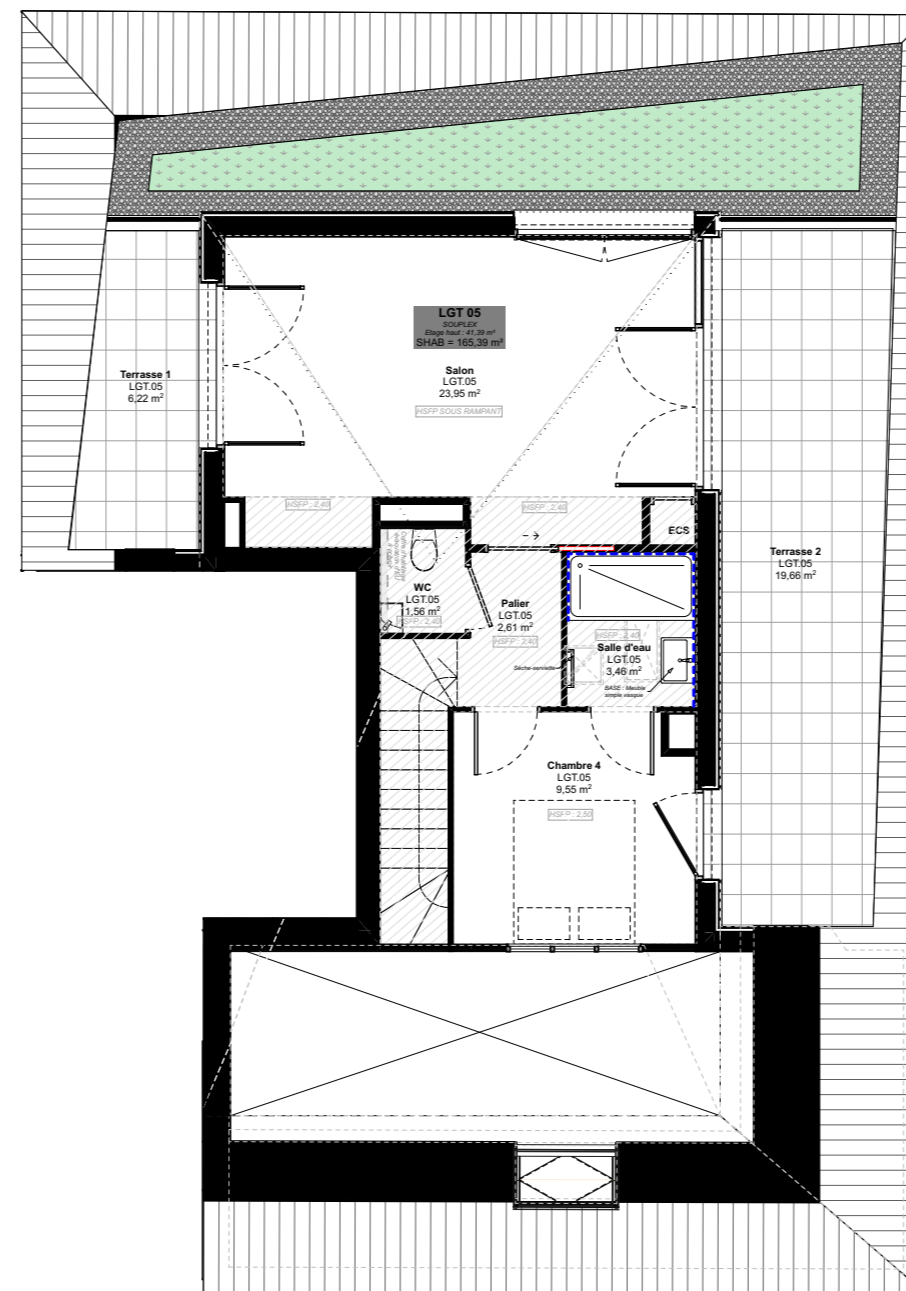 LGT 05
SOUPLEX
Etage haut : 41,39 m²
SHAB = 165,39 m²
Salon
LGT.05
23,95 m²
HSFP SOUS RAMPANT
Terrasse 1
LGT.05
6,22 m²
HSFP : 2,40
HSFP : 2,40
ECS
Terrasse 2
LGT.05
19,66 m²
WC
LGT.05
1,56 m²
HSFP : 2,40
Palier
LGT.05
2,61 m²
HSFP : 2,40
HSFP : 2,40
Salle d'eau
LGT.05
3,46 m²
Sèche-serviette
BASE : Meuble
simple vasque
Chambre 4
LGT.05
9,55 m²
HSFP : 2,50